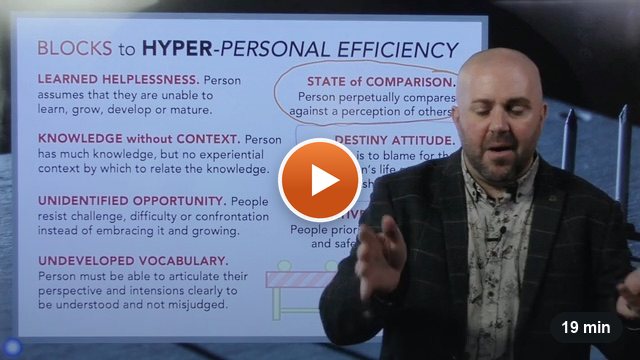 BLOCKS to HYPER-PERSONAL EFFICIENCY
LEARNED HELPLESSNESS. Person
assumes that they are unable to
learn, grow, develop or mature.
KNOWLEDGE without CONTEXT. Person
has much knowledge, but no experiential
context by which to relate the knowledge.
UNIDENTIFIED OPPORTUNITY. People
resist challenge, difficulty or confrontation
instead of embracing it and growing.
UNDEVELOPED VOCABULARY.
Person must be able to articulate their
perspective and intensions clearly to
be understood and not misjudged.
STATE of COMPARISON.
Person perpetually compares
against a perception of others
DESTINY ATTITUDE.
is to blame for the
life
People
and
19 min